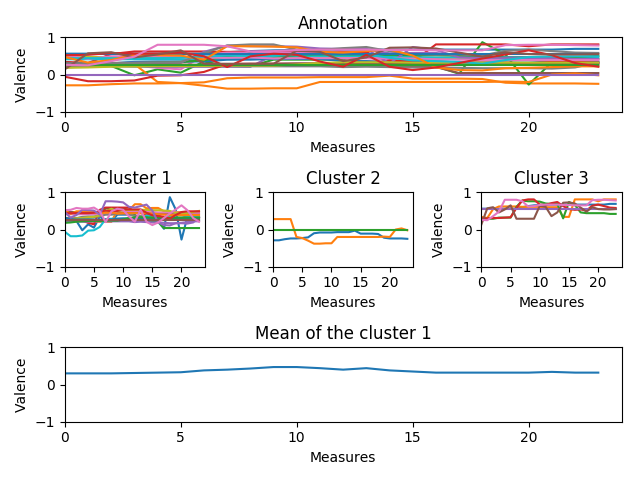 Annotation
Valence
1
0
-1
0 5 10 15 20
Measures
Cluster 1 Cluster 2 Cluster 3
Valence Valence Valence
1 1 1
0 0 0
-1 -1 -1
0 5 10 15 20 0 5 10 15 20 0 5 10 15 20
Measures Measures Measures
Mean of the cluster 1
Valence
1
0
-1
0 5 10 15 20
Measures